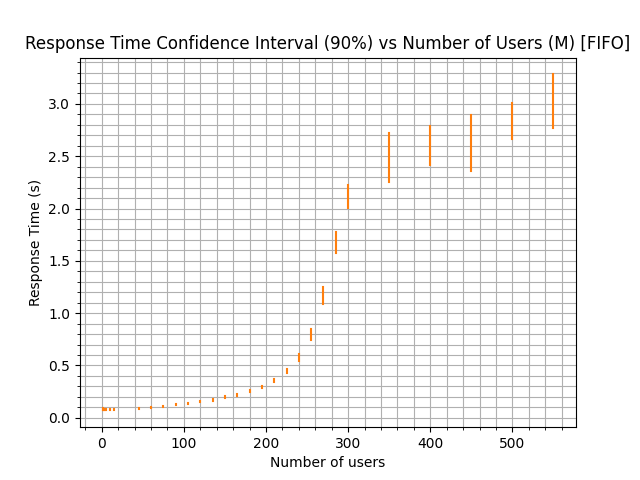 Response Time Confidence Interval (90%) vs Number of Users (M) [FIFO]
3.0
2.5
2.0
1.5
1.0
0.5
0.0
Response Time (s)
0 100 200 300 400 500
Number of users